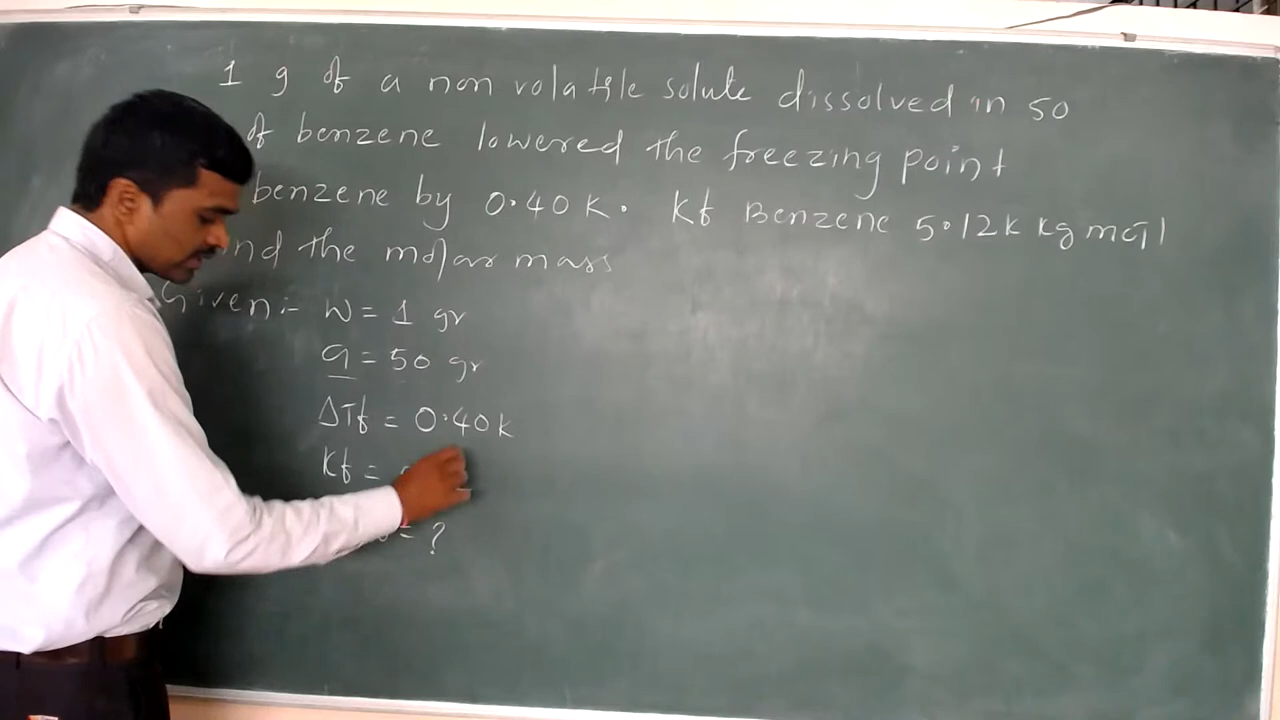 1 g of a non volatile solute dissolved in 50
of benzene lowered the freezing point
benzene by 0.40 K. Kf Benzene 5.12 K Kg mol
nd the molar mass
Given:- W = 1 gr
a = 50 gr
ΔTf = 0.40 K
Kf =
= ?